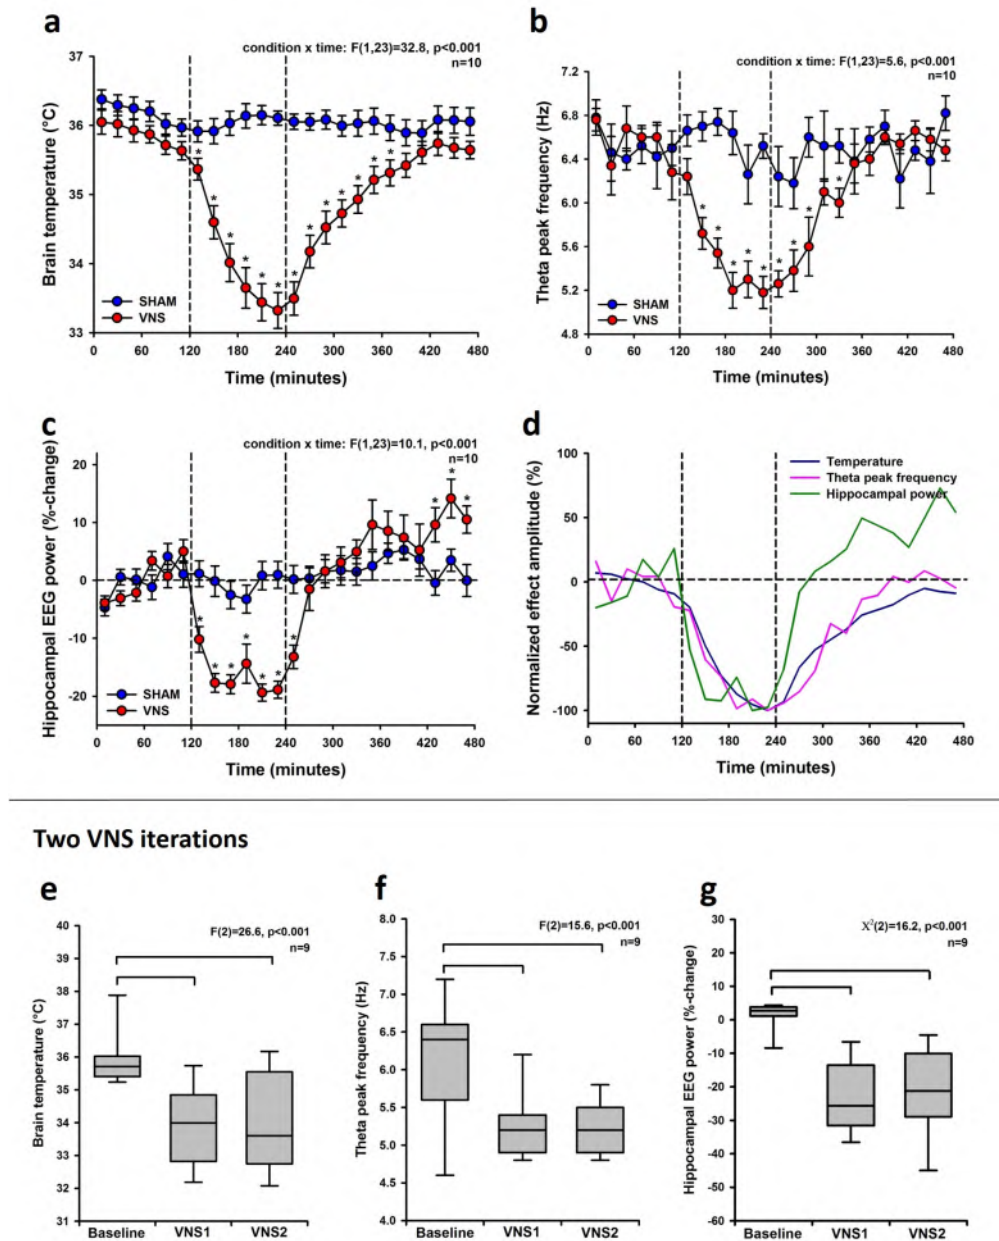 a
condition x time: F(1,23)=32.8, p<0.001
n=10
Brain temperature (°C)
37
36
35
34
33
SHAM
VNS
0 60 120 180 240 300 360 420 480
Time (minutes)
b
condition x time: F(1,23)=5.6, p<0.001
n=10
Theta peak frequency (Hz)
7.2
6.8
6.4
6.0
5.6
5.2
4.8
SHAM
VNS
0 60 120 180 240 300 360 420 480
Time (minutes)
c
condition x time: F(1,23)=10.1, p<0.001
n=10
Hippocampal EEG power (%-change)
20
10
0
-10
-20
SHAM
VNS
0 60 120 180 240 300 360 420 480
Time (minutes)
d
Normalized effect amplitude (%)
100
50
0
-50
-100
Temperature
Theta peak frequency
Hippocampal power
0 60 120 180 240 300 360 420 480
Time (minutes)
Two VNS iterations
e
F(2)=26.6, p<0.001
n=9
Brain temperature (°C)
40
39
38
37
36
35
34
33
32
31
Baseline VNS1 VNS2
f
F(2)=15.6, p<0.001
n=9
Theta peak frequency (Hz)
8.0
7.5
7.0
6.5
6.0
5.5
5.0
4.5
4.0
Baseline VNS1 VNS2
g
X²(2)=16.2, p<0.001
n=9
Hippocampal EEG power (%-change)
30
20
10
0
-10
-20
-30
-40
-50
-60
Baseline VNS1 VNS2